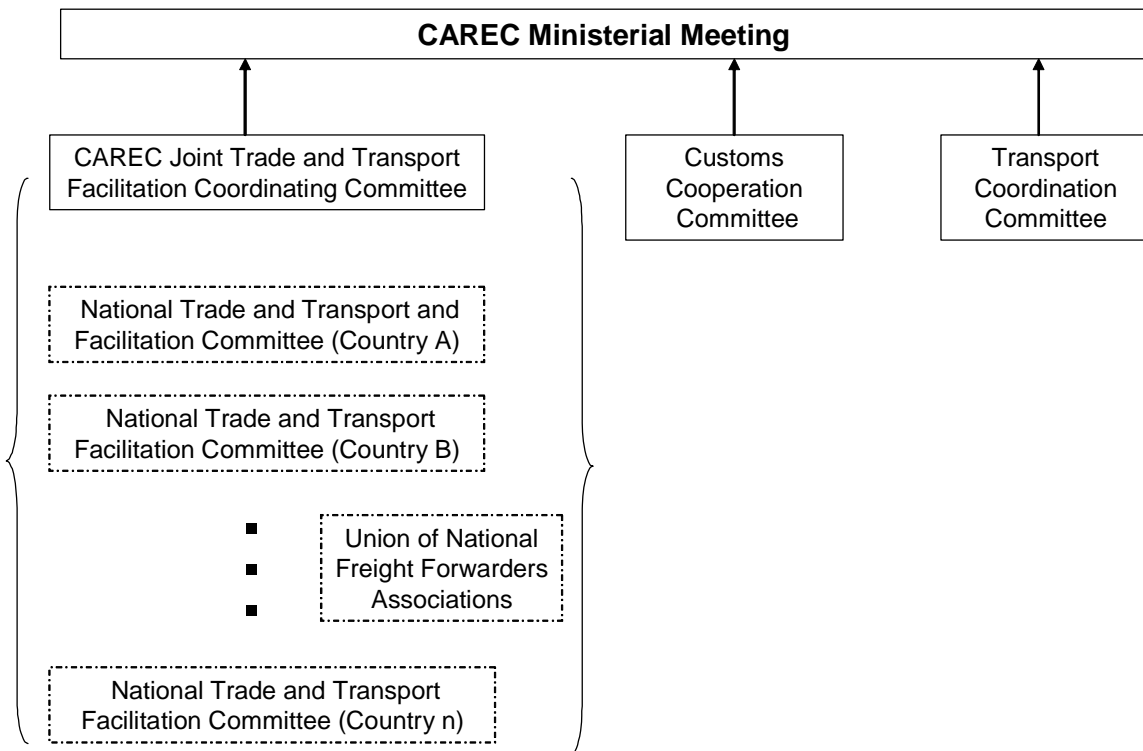 CAREC Ministerial Meeting
CAREC Joint Trade and Transport
Facilitation Coordinating Committee
Customs
Cooperation
Committee
Transport
Coordination
Committee
National Trade and Transport and
Facilitation Committee (Country A)
National Trade and Transport
Facilitation Committee (Country B)
Union of National
Freight Forwarders
Associations
National Trade and Transport
Facilitation Committee (Country n)